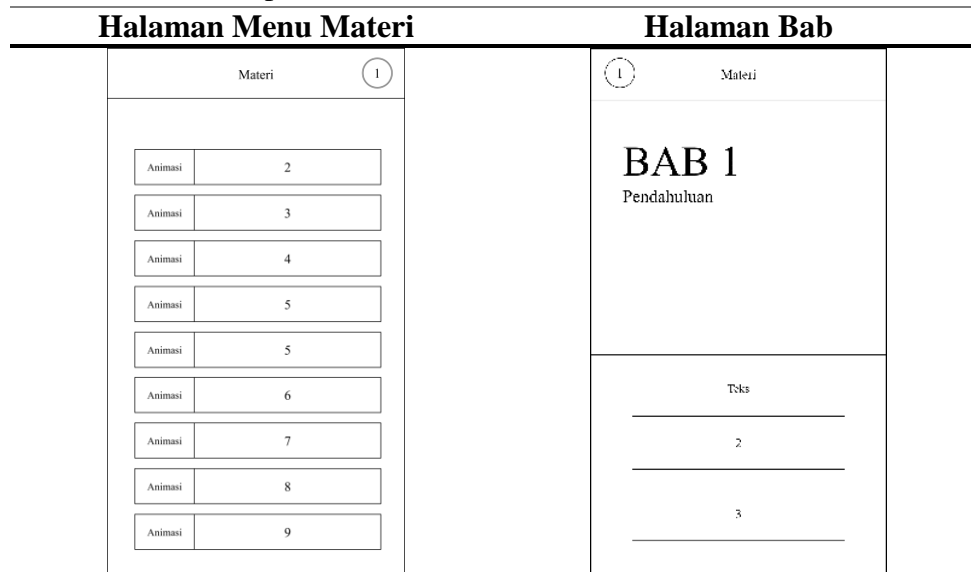 Halaman Menu Materi
Halaman Bab
Materi
1
Animasi 2
Animasi 3
Animasi 4
Animasi 5
Animasi 5
Animasi 6
Animasi 7
Animasi 8
Animasi 9
1
Materi
BAB 1
Pendahuluan
Teks
2
3